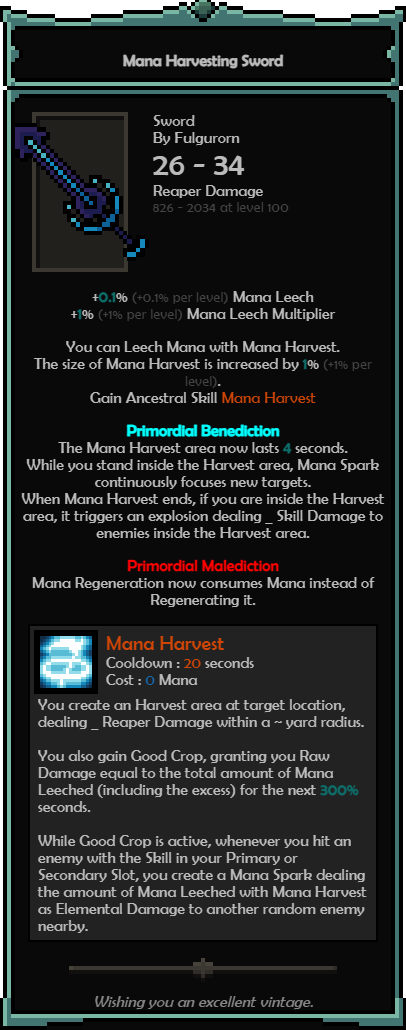 Mana Harvesting Sword
Sword
By Fulgurorn
26 - 34
Reaper Damage
826 - 2034 at level 100
+0.1% (+0.1% per level) Mana Leech
+1% (+1% per level) Mana Leech Multiplier
You can Leech Mana with Mana Harvest.
The size of Mana Harvest is increased by 1% (+1% per
level).
Gain Ancestral Skill Mana Harvest
Primordial Benediction
The Mana Harvest area now lasts 4 seconds.
While you stand inside the Harvest area, Mana Spark
continuously focuses new targets.
When Mana Harvest ends, if you are inside the Harvest
area, it triggers an explosion dealing _ Skill Damage to
enemies inside the Harvest area.
Primordial Malediction
Mana Regeneration now consumes Mana instead of
Regenerating it.
Mana Harvest
Cooldown : 20 seconds
Cost : 0 Mana
You create an Harvest area at target location,
dealing _ Reaper Damage within a ~ yard radius.
You also gain Good Crop, granting you Raw
Damage equal to the total amount of Mana
Leeched (including the excess) for the next 300%
seconds.
While Good Crop is active, whenever you hit an
enemy with the Skill in your Primary or
Secondary Slot, you create a Mana Spark dealing
the amount of Mana Leeched with Mana Harvest
as Elemental Damage to another random enemy
nearby.
Wishing you an excellent vintage.